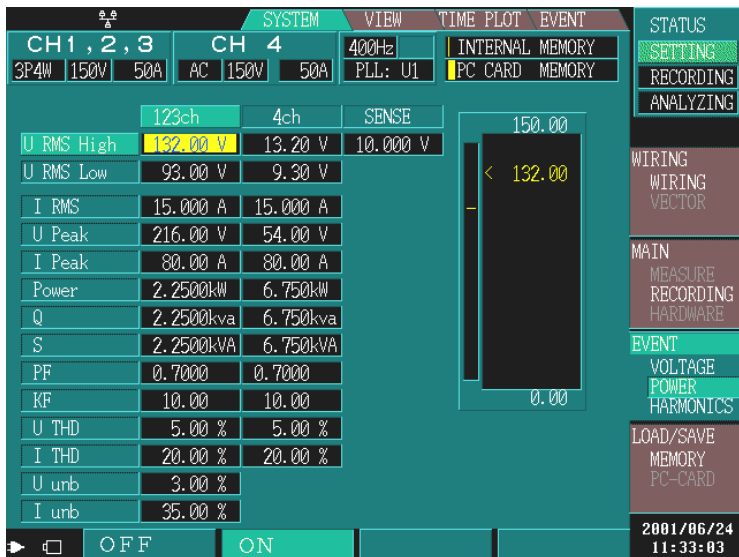 SYSTEM VIEW TIME PLOT EVENT
CH1,2,3 CH 4 400Hz INTERNAL MEMORY
3P4W 150V 50A AC 150V 50A PLL: U1 PC CARD MEMORY
123ch 4ch SENSE
U RMS High 132.00 V 13.20 V 10.000 V
U RMS Low 93.00 V 9.30 V
I RMS 15.000 A 15.000 A
U Peak 216.00 V 54.00 V
I Peak 80.00 A 80.00 A
Power 2.2500kW 6.750kW
Q 2.2500kva 6.750kva
S 2.2500kVA 6.750kVA
PF 0.7000 0.7000
KF 10.00 10.00
U THD 5.00 % 5.00 %
I THD 20.00 % 20.00 %
U unb 3.00 %
I unb 35.00 %
150.00
< 132.00
0.00
OFF ON
STATUS
SETTING
RECORDING
ANALYZING
WIRING
WIRING
VECTOR
MAIN
MEASURE
RECORDING
HARDWARE
EVENT
VOLTAGE
POWER
HARMONICS
LOAD/SAVE
MEMORY
PC-CARD
2001/06/24
11:33:03